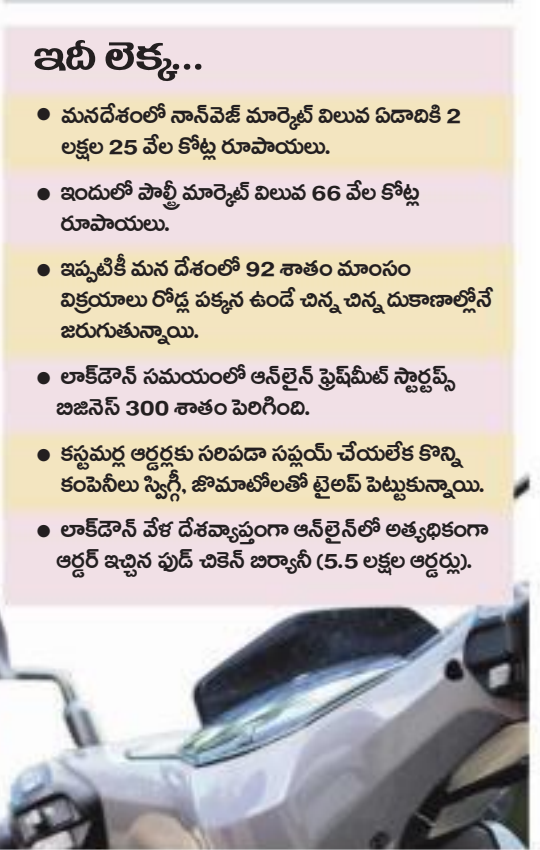 ఇదీ లెక్క...
● మనదేశంలో నాన్‌వెజ్ మార్కెట్ విలువ ఏడాదికి 2
లక్షల 25 వేల కోట్ల రూపాయలు.
● ఇందులో పౌల్ట్రీ మార్కెట్ విలువ 66 వేల కోట్ల
రూపాయలు.
● ఇప్పటికీ మన దేశంలో 92 శాతం మాంసం
విక్రయాలు రోడ్ల పక్కన ఉండే చిన్న చిన్న దుకాణాల్లోనే
జరుగుతున్నాయి.
● లాక్‌డౌన్ సమయంలో ఆన్‌లైన్ ఫ్రెష్‌మీట్ స్టార్టప్స్
బిజినెస్ 300 శాతం పెరిగింది.
● కస్టమర్ల ఆర్డర్లకు సరిపడా సప్లయ్ చేయలేక కొన్ని
కంపెనీలు స్విగ్గీ, జొమాటోలతో టైఅప్ పెట్టుకున్నాయి.
● లాక్‌డౌన్ వేళ దేశవ్యాప్తంగా ఆన్‌లైన్‌లో అత్యధికంగా
ఆర్డర్ ఇచ్చిన ఫుడ్ చికెన్ బిర్యానీ (5.5 లక్షల ఆర్డర్లు).